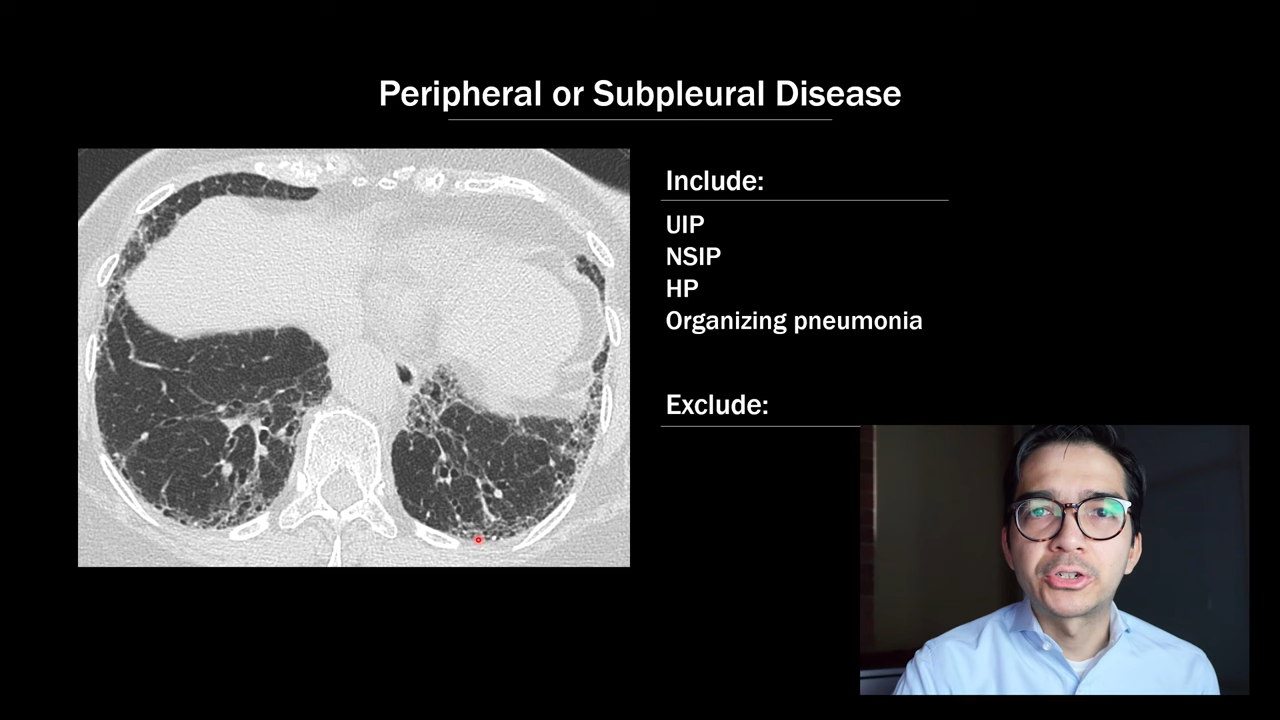 Peripheral or Subpleural Disease
Include:
UIP
NSIP
HP
Organizing pneumonia
Exclude: